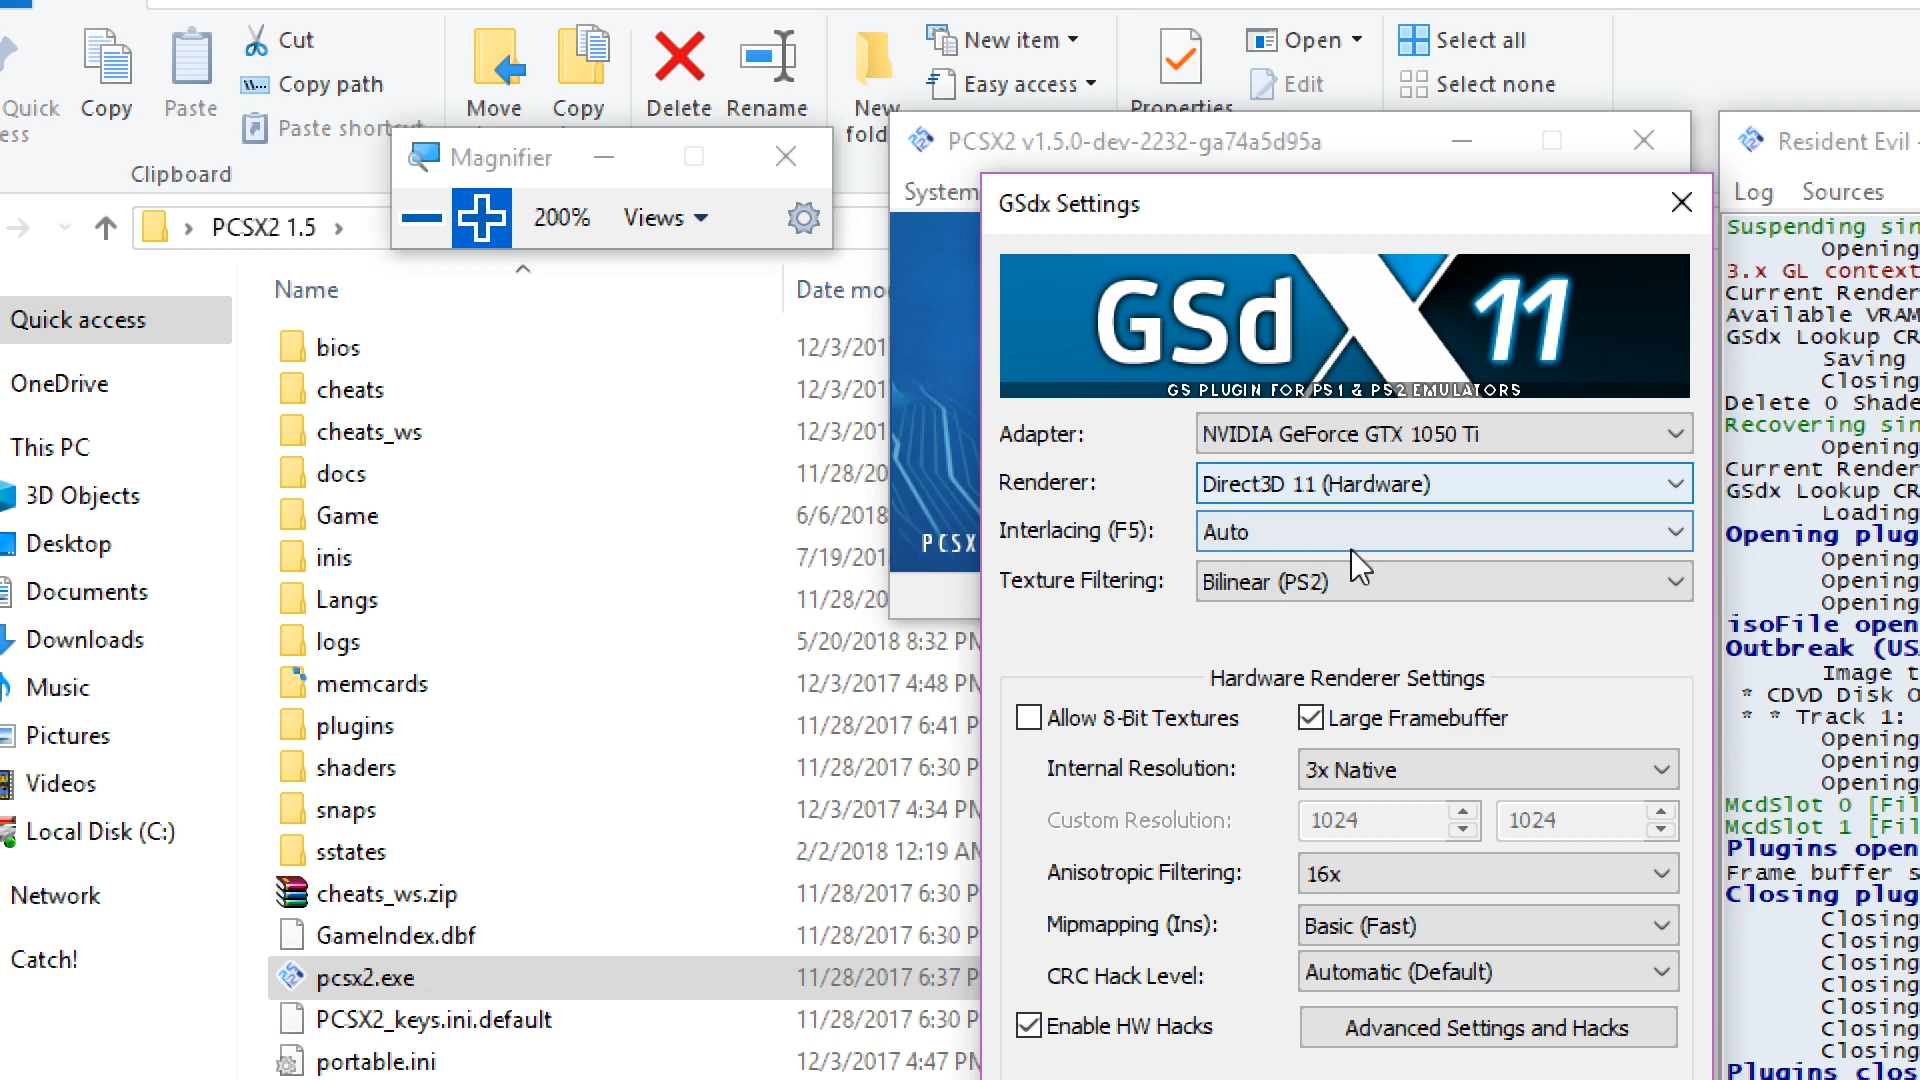 Cut
New item
Open
Select all
Copy path
Easy access
Edit
Select none
Quick
Copy
Paste
Move
Copy
Delete
Rename
New
Properties
ess
Paste shortcut
fold
Clipboard
Magnifier
200%
Views
PCSX2 1.5
PCSX2 v1.5.0-dev-2232-ga74a5d95a
System
Resident Evil
Log
Sources
GSdx Settings
GSdX 11
GS PLUGIN FOR PS1 & PS2 EMULATORS
Adapter:
NVIDIA GeForce GTX 1050 Ti
Renderer:
Direct3D 11 (Hardware)
Interlacing (F5):
Auto
Texture Filtering:
Bilinear (PS2)
Hardware Renderer Settings
Allow 8-Bit Textures
Large Framebuffer
Internal Resolution:
3x Native
Custom Resolution:
1024
1024
Anisotropic Filtering:
16x
Mipmapping (Ins):
Basic (Fast)
CRC Hack Level:
Automatic (Default)
Enable HW Hacks
Advanced Settings and Hacks
PCSX
Name
Date mo
Quick access
OneDrive
This PC
3D Objects
Desktop
Documents
Downloads
Music
Pictures
Videos
Local Disk (C:)
Network
Catch!
bios
12/3/201
cheats
12/3/201
cheats_ws
12/3/201
docs
11/28/20
Game
6/6/2018
inis
7/19/201
Langs
11/28/20
logs
5/20/2018 8:32 PM
memcards
12/3/2017 4:48 PM
plugins
11/28/2017 6:41 P
shaders
11/28/2017 6:30 P
snaps
12/3/2017 4:34 PM
sstates
2/2/2018 12:19 AM
cheats_ws.zip
11/28/2017 6:30 P
GameIndex.dbf
11/28/2017 6:30 P
pcsx2.exe
11/28/2017 6:37 P
PCSX2_keys.ini.default
11/28/2017 6:30 P
portable.ini
12/3/2017 4:47 PM
Suspending sin
Opening
3.x GL context
Current Render
Available VRAM
GSdx Lookup CR
Saving
Closing
Delete 0 Shade
Recovering sin
Opening
Current Render
GSdx Lookup CR
Loading
Opening plug
Opening
Opening
Opening
isoFile open
Outbreak (US
Image t
* CDVD Disk O
* * Track 1:
Opening
Opening
Opening
McdSlot 0 [Fil
McdSlot 1 [Fil
Plugins open
Frame buffer s
Closing plug
Closing
Closing
Closing
Closing
Closing
Closing
Closing
Plugins clos